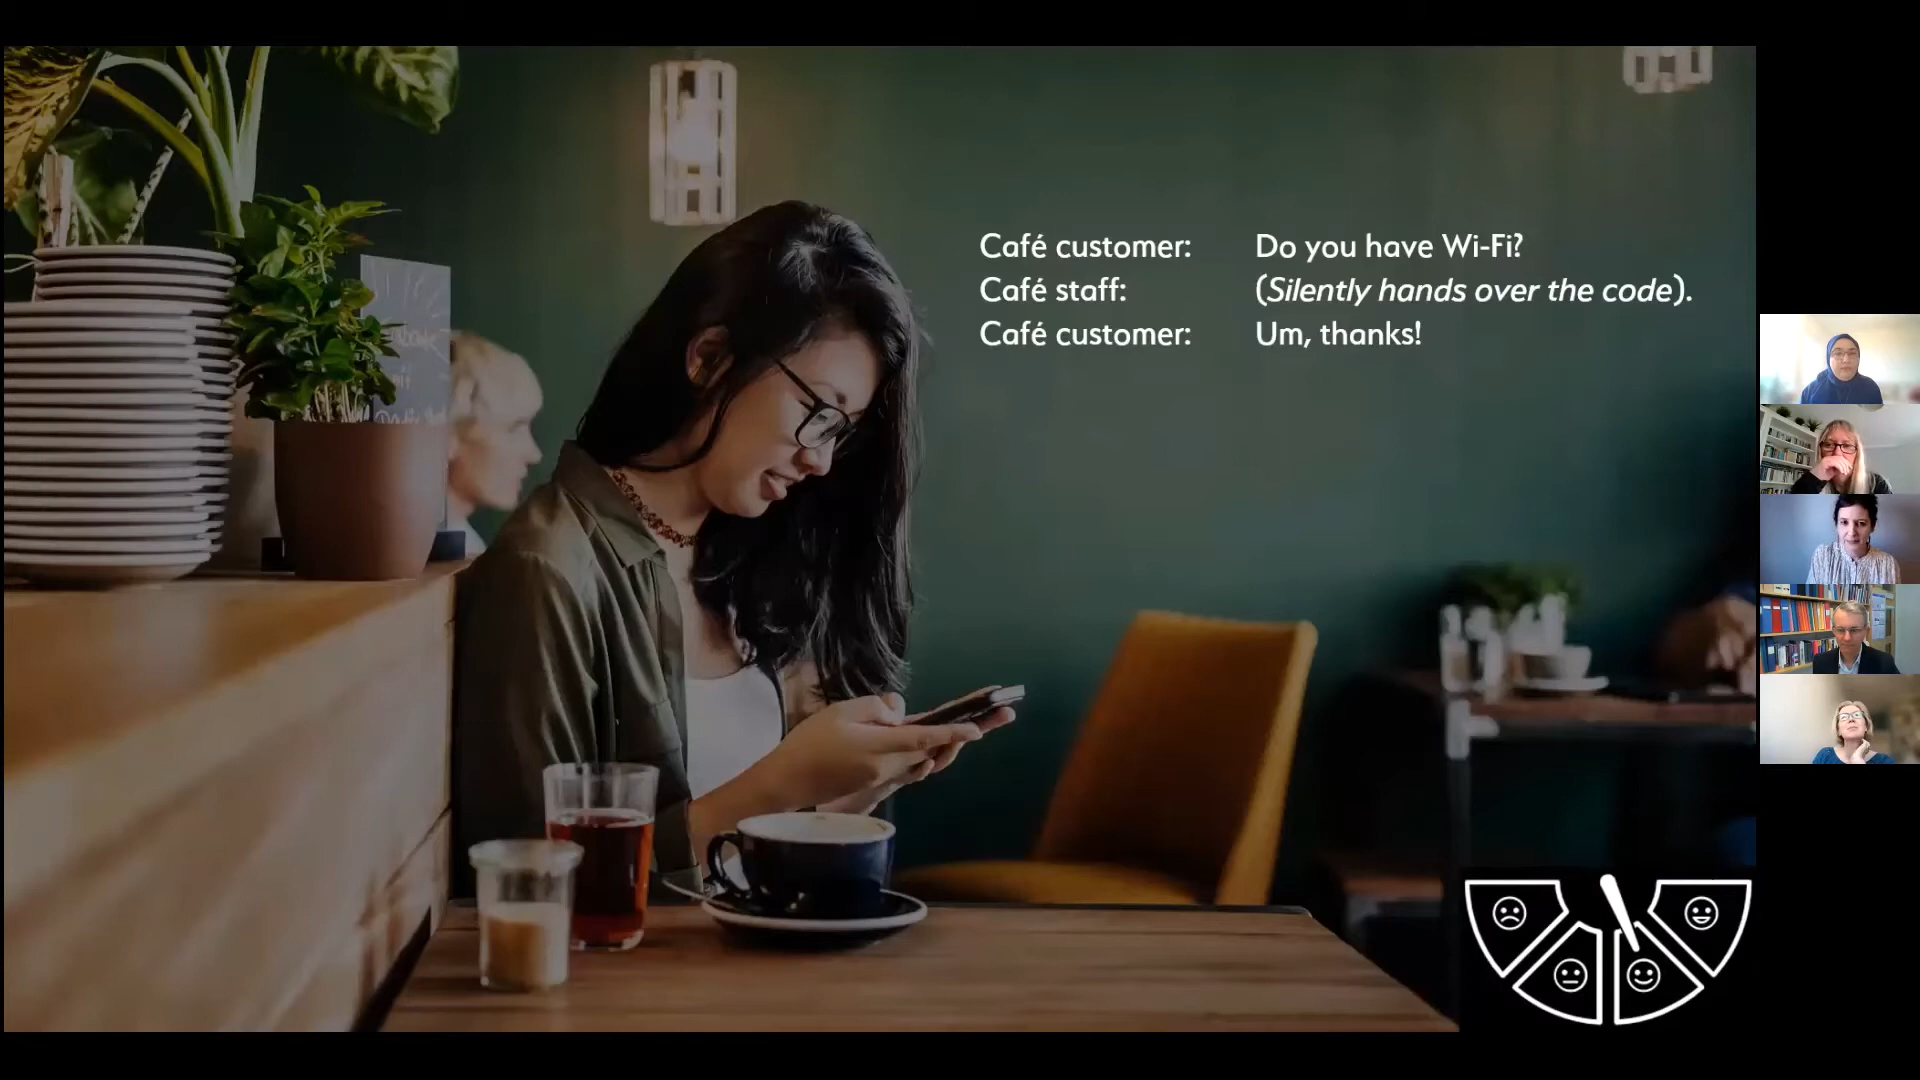 Café customer: Do you have Wi-Fi?
Café staff: (Silently hands over the code).
Café customer: Um, thanks!